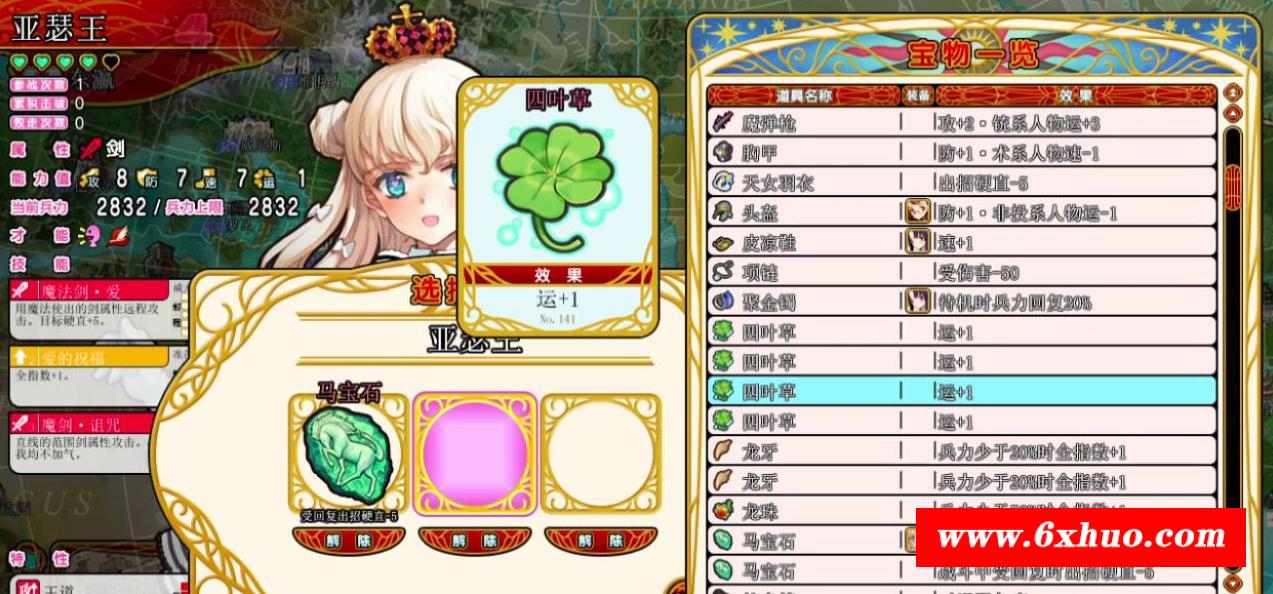 亚瑟王
参战次数 1
累积击破 0
败走次数 0
属性 剑
能力值 攻 8 防 7 速 7 运 1
当前兵力 2832/兵力上限 2832
才能
技能
魔法剑·爱
用魔法使出的剑属性远程攻
击。目标硬直+5。
爱的祝福
全指数+1。
魔剑·诅咒
直线的范围剑属性攻击。
我均不加气。
特性
王道
四叶草
效果
运+1
No. 141
选择
亚瑟王
马宝石
受回复出招硬直-5
解除
解除
解除
宝物一览
道具名称 装备 效果
魔弹枪 攻+2·铳系人物运+3
胸甲 防+1·术系人物速-1
天女羽衣 出招硬直-5
头盔 防+1·非投系人物运-1
皮凉鞋 速+1
项链 受伤害-50
聚金镯 待机时兵力回复20%
四叶草 运+1
四叶草 运+1
四叶草 运+1
四叶草 运+1
龙牙 兵力少于20%时全指数+1
龙牙 兵力少于20%时全指数+1
龙珠
马宝石
马宝石 战斗中受回复时出招硬直-5
www.6xhuo.com